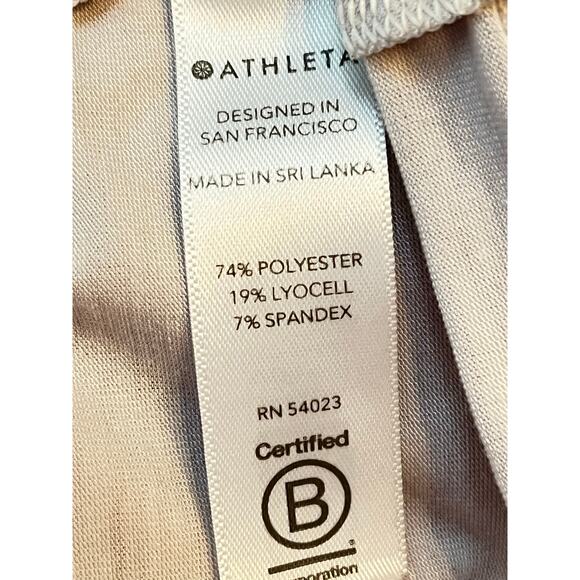 ATHLETA
DESIGNED IN
SAN FRANCISCO
MADE IN SRI LANKA
74% POLYESTER
19% LYOCELL
7% SPANDEX
RN 54023
Certified
B